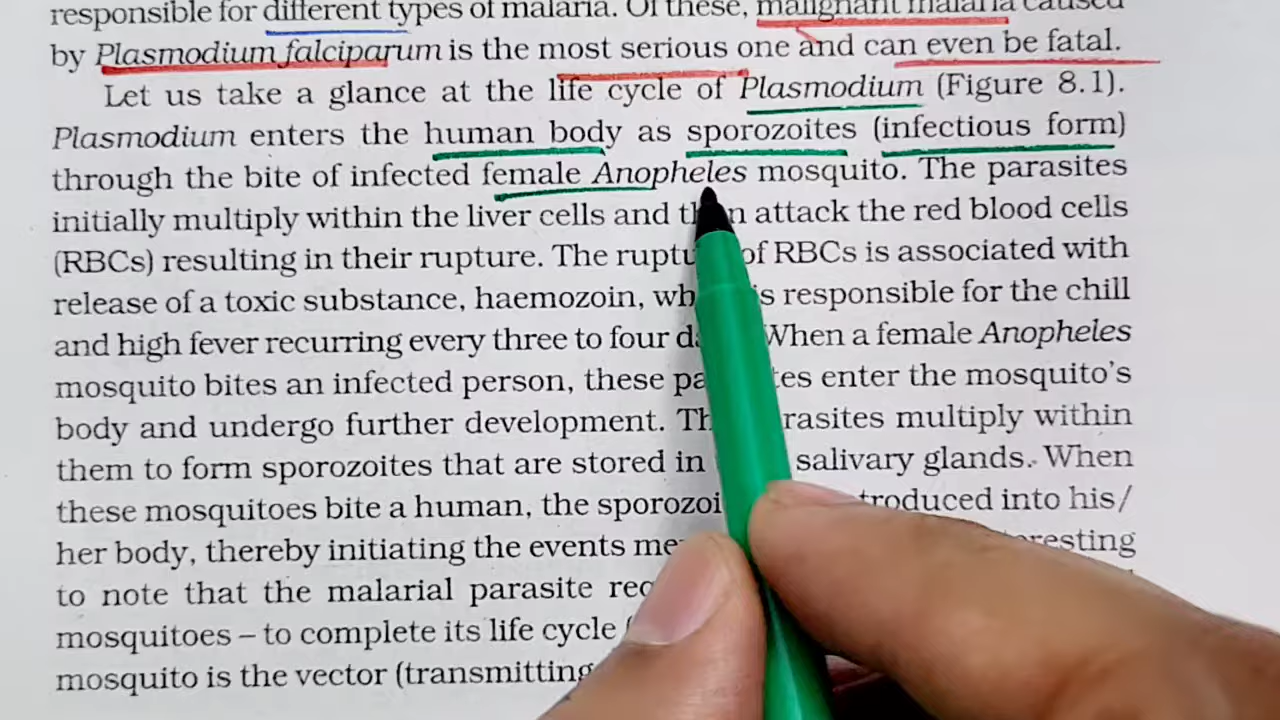 responsible for different types of malaria. Of these, malignant malaria caused
by Plasmodium falciparum is the most serious one and can even be fatal.
Let us take a glance at the life cycle of Plasmodium (Figure 8.1).
Plasmodium enters the human body as sporozoites (infectious form)
through the bite of infected female Anopheles mosquito. The parasites
initially multiply within the liver cells and then attack the red blood cells
(RBCs) resulting in their rupture. The rupture of RBCs is associated with
release of a toxic substance, haemozoin, which is responsible for the chill
and high fever recurring every three to four When a female Anopheles
mosquito bites an infected person, these parasites enter the mosquito's
body and undergo further development. The parasites multiply within
them to form sporozoites that are stored in salivary glands. When
these mosquitoes bite a human, the introduced into his/
her body, thereby initiating the events
to note that the malarial parasite
mosquitoes – to complete its life cycle
mosquito is the vector (transmitting